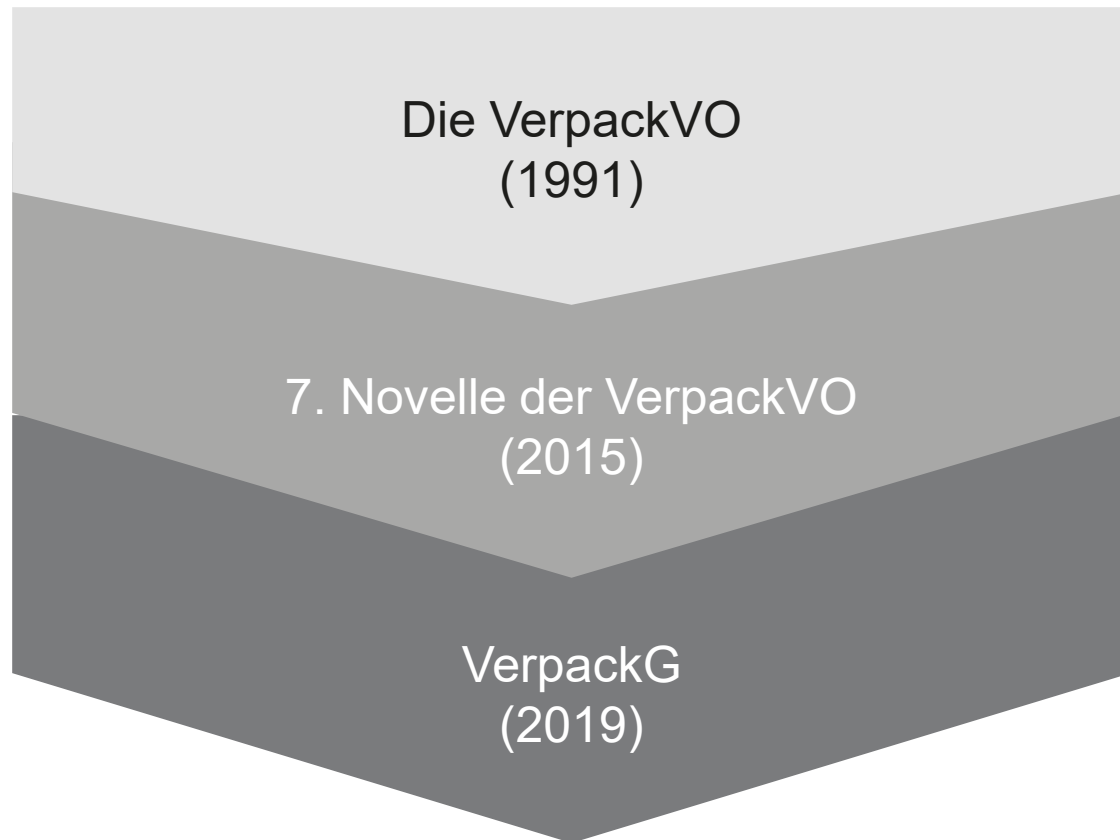 Die VerpackVO
(1991)
7. Novelle der VerpackVO
(2015)
VerpackG
(2019)